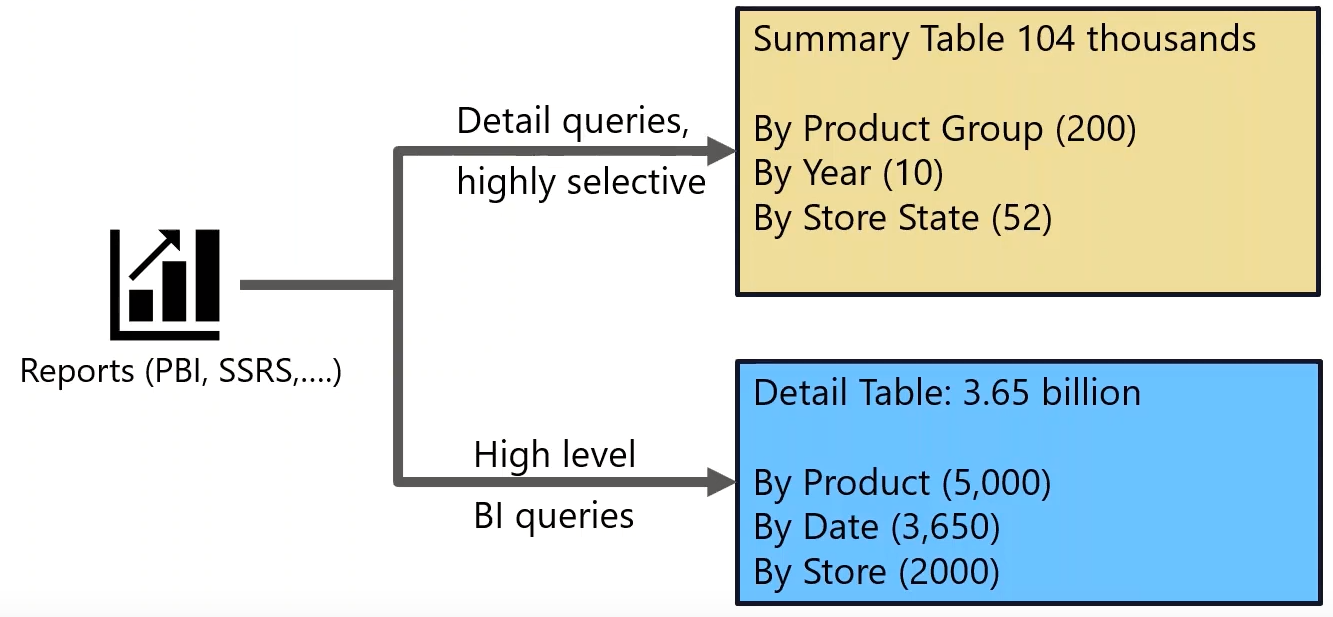 Summary Table 104 thousands
By Product Group (200)
By Year (10)
By Store State (52)
Detail queries,
highly selective
Reports (PBI, SSRS,....)
High level
BI queries
Detail Table: 3.65 billion
By Product (5,000)
By Date (3,650)
By Store (2000)